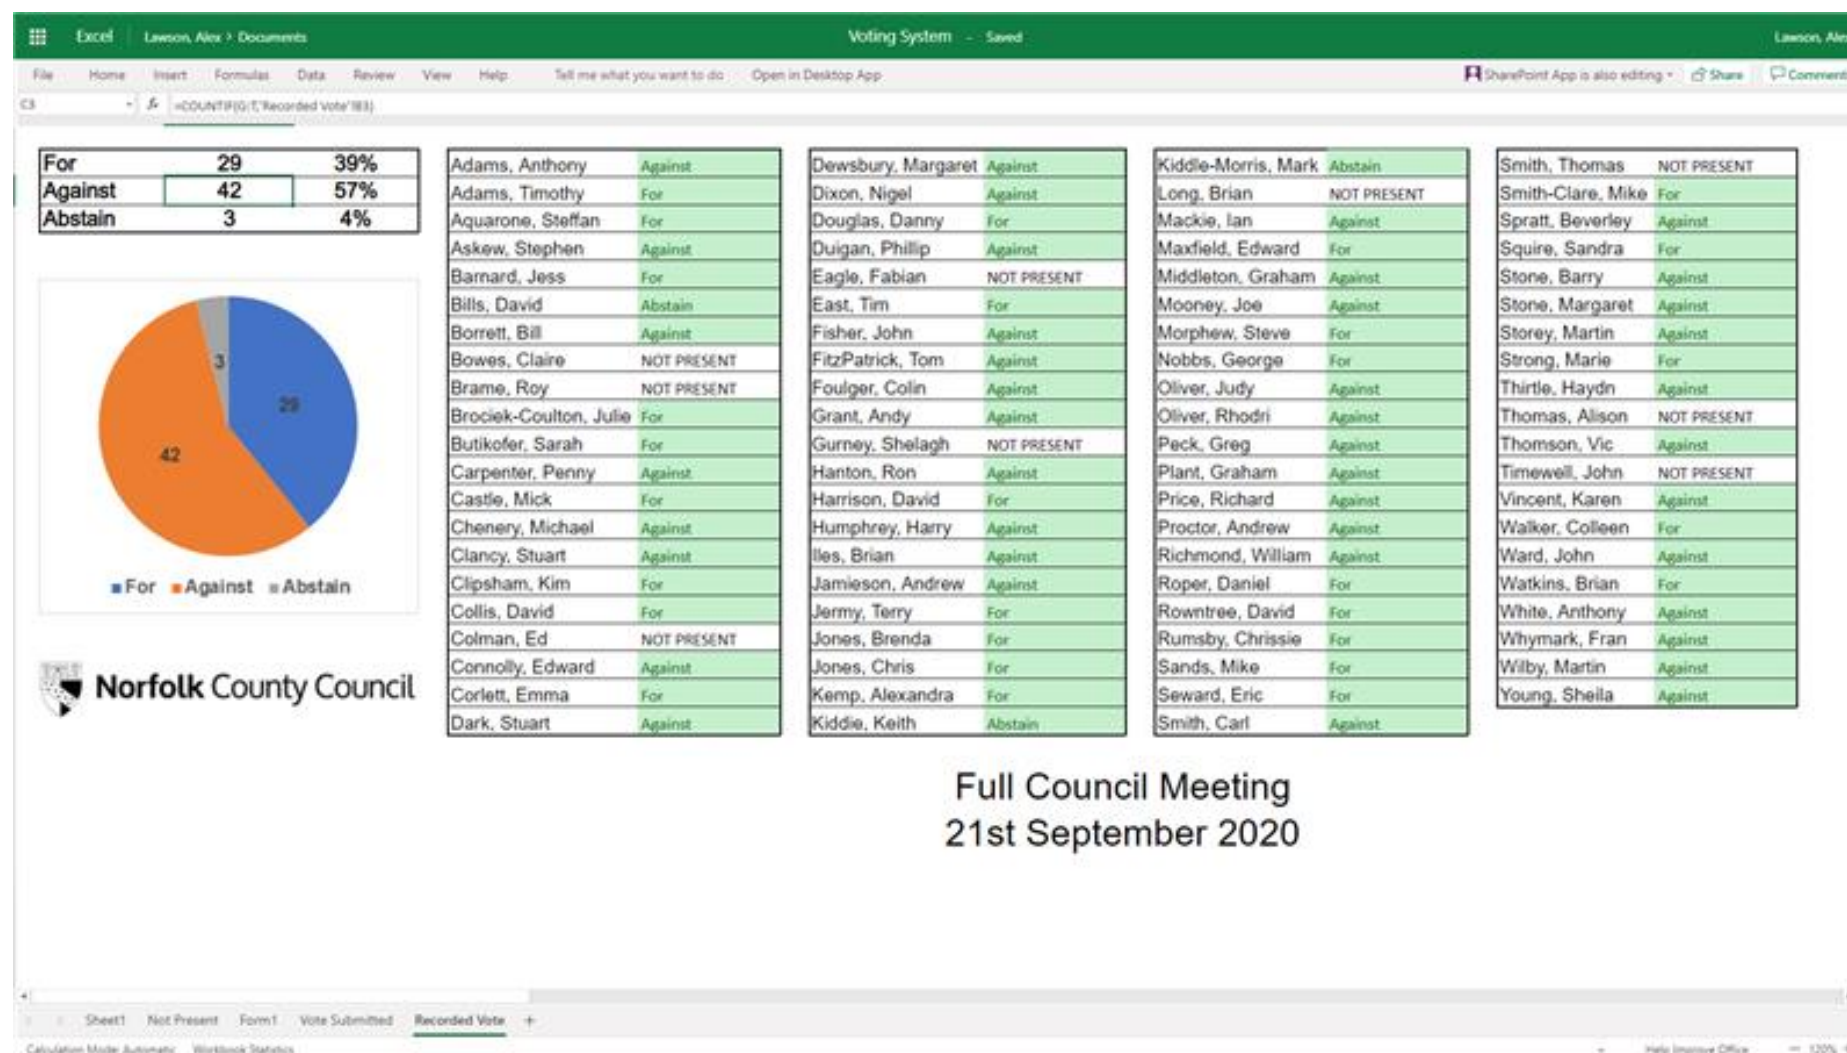 Excel Lawson, Alex > Documents Voting System - Saved Lawson, Alex
File Home Insert Formulas Data Review View Help Tell me what you want to do Open in Desktop App SharePoint App is also editing Share Comments
C3 fx =COUNTIF(G:T,'Recorded Vote'!B3)
For 29 39%
Against 42 57%
Abstain 3 4%
3
29
42
For Against Abstain
Norfolk County Council
Adams, Anthony Against
Adams, Timothy For
Aquarone, Steffan For
Askew, Stephen Against
Barnard, Jess For
Bills, David Abstain
Borrett, Bill Against
Bowes, Claire NOT PRESENT
Brame, Roy NOT PRESENT
Brociek-Coulton, Julie For
Butikofer, Sarah For
Carpenter, Penny Against
Castle, Mick For
Chenery, Michael Against
Clancy, Stuart Against
Clipsham, Kim For
Collis, David For
Colman, Ed NOT PRESENT
Connolly, Edward Against
Corlett, Emma For
Dark, Stuart Against
Dewsbury, Margaret Against
Dixon, Nigel Against
Douglas, Danny For
Duigan, Phillip Against
Eagle, Fabian NOT PRESENT
East, Tim For
Fisher, John Against
FitzPatrick, Tom Against
Foulger, Colin Against
Grant, Andy Against
Gurney, Shelagh NOT PRESENT
Hanton, Ron Against
Harrison, David For
Humphrey, Harry Against
Iles, Brian Against
Jamieson, Andrew Against
Jermy, Terry For
Jones, Brenda For
Jones, Chris For
Kemp, Alexandra For
Kiddie, Keith Abstain
Kiddle-Morris, Mark Abstain
Long, Brian NOT PRESENT
Mackie, Ian Against
Maxfield, Edward For
Middleton, Graham Against
Mooney, Joe Against
Morphew, Steve For
Nobbs, George For
Oliver, Judy Against
Oliver, Rhodri Against
Peck, Greg Against
Plant, Graham Against
Price, Richard Against
Proctor, Andrew Against
Richmond, William Against
Roper, Daniel For
Rowntree, David For
Rumsby, Chrissie For
Sands, Mike For
Seward, Eric For
Smith, Carl Against
Smith, Thomas NOT PRESENT
Smith-Clare, Mike For
Spratt, Beverley Against
Squire, Sandra For
Stone, Barry Against
Stone, Margaret Against
Storey, Martin Against
Strong, Marie For
Thirtle, Haydn Against
Thomas, Alison NOT PRESENT
Thomson, Vic Against
Timewell, John NOT PRESENT
Vincent, Karen Against
Walker, Colleen For
Ward, John Against
Watkins, Brian For
White, Anthony Against
Whymark, Fran Against
Wilby, Martin Against
Young, Sheila Against
Full Council Meeting
21st September 2020
Sheet1 Not Present Form1 Vote Submitted Recorded Vote +
Calculation Mode: Automatic Workbook Statistics Help Improve Office 120%